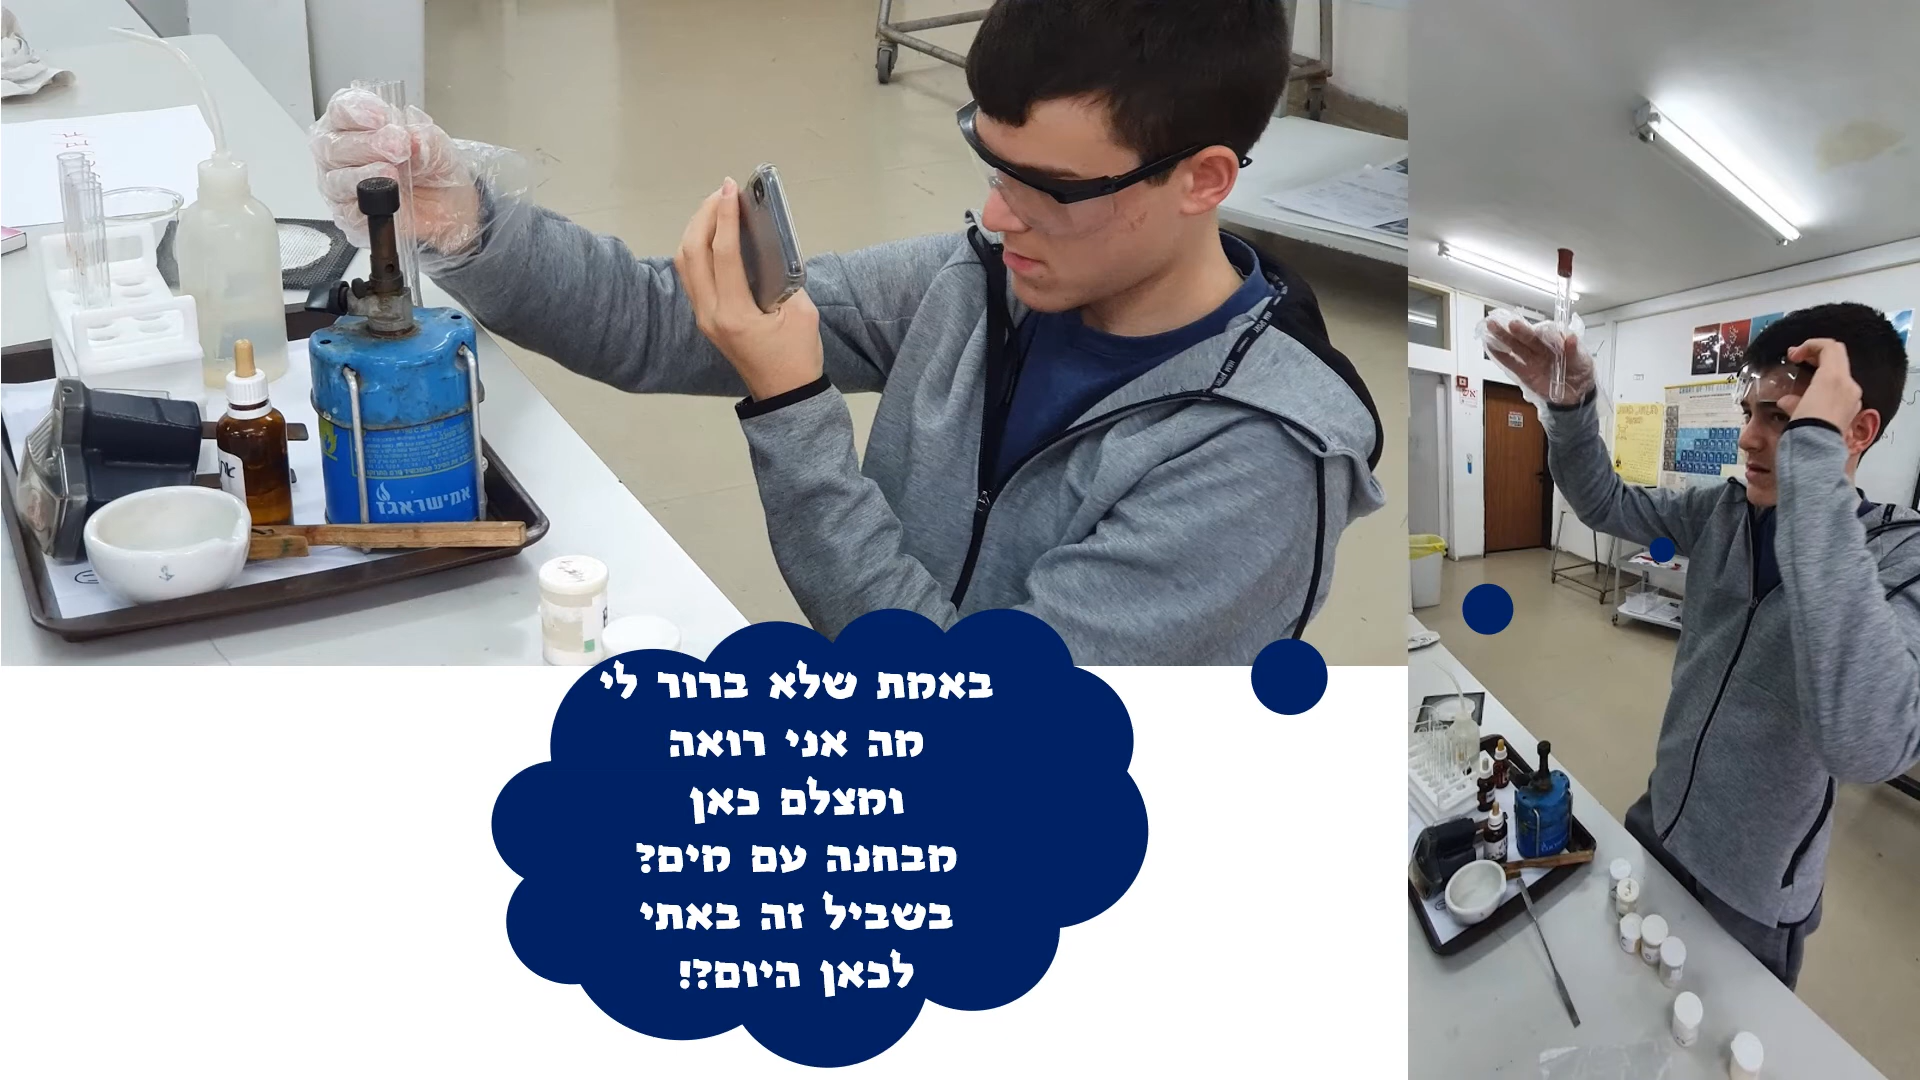 באמת שלא ברור לי
מה אני רואה
ומצלם כאן
מבחנה עם מים?
בשביל זה באתי
לכאן היום?!
אמישראגז